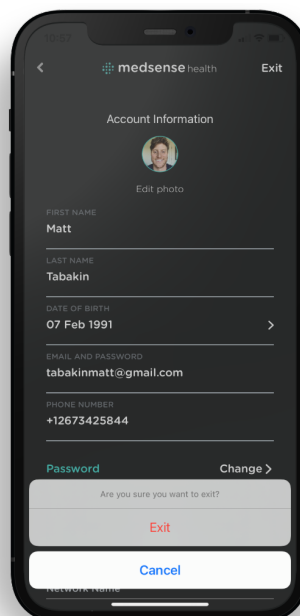 10:57
medsense health
Exit
Account Information
Edit photo
FIRST NAME
Matt
LAST NAME
Tabakin
DATE OF BIRTH
07 Feb 1991
EMAIL AND PASSWORD
tabakinmatt@gmail.com
PHONE NUMBER
+12673425844
Password Change
Are you sure you want to exit?
Exit
Cancel
Network Name